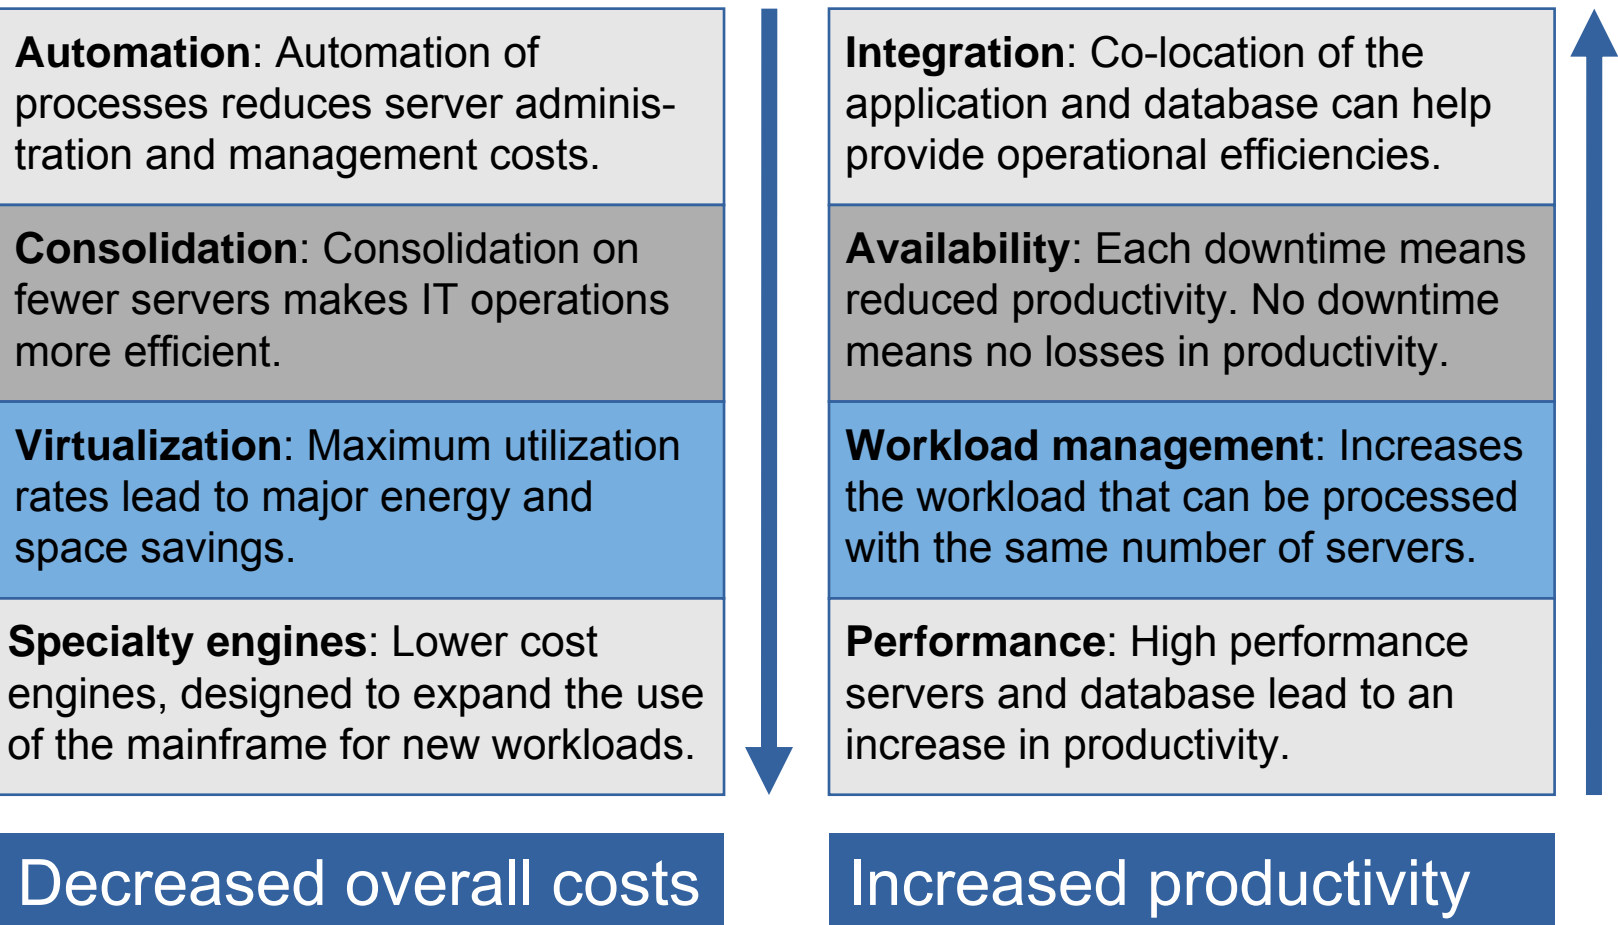 Automation: Automation of
processes reduces server adminis-
tration and management costs.
Consolidation: Consolidation on
fewer servers makes IT operations
more efficient.
Virtualization: Maximum utilization
rates lead to major energy and
space savings.
Specialty engines: Lower cost
engines, designed to expand the use
of the mainframe for new workloads.
Decreased overall costs
Integration: Co-location of the
application and database can help
provide operational efficiencies.
Availability: Each downtime means
reduced productivity. No downtime
means no losses in productivity.
Workload management: Increases
the workload that can be processed
with the same number of servers.
Performance: High performance
servers and database lead to an
increase in productivity.
Increased productivity